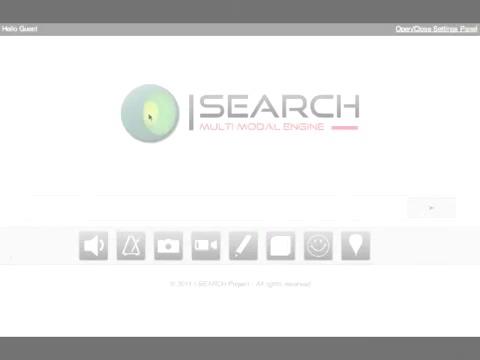 Hello Guest
Open/Close Settings Panel
| SEARCH
MULTI MODAL ENGINE
© 2011 I-SEARCH Project - All rights reserved